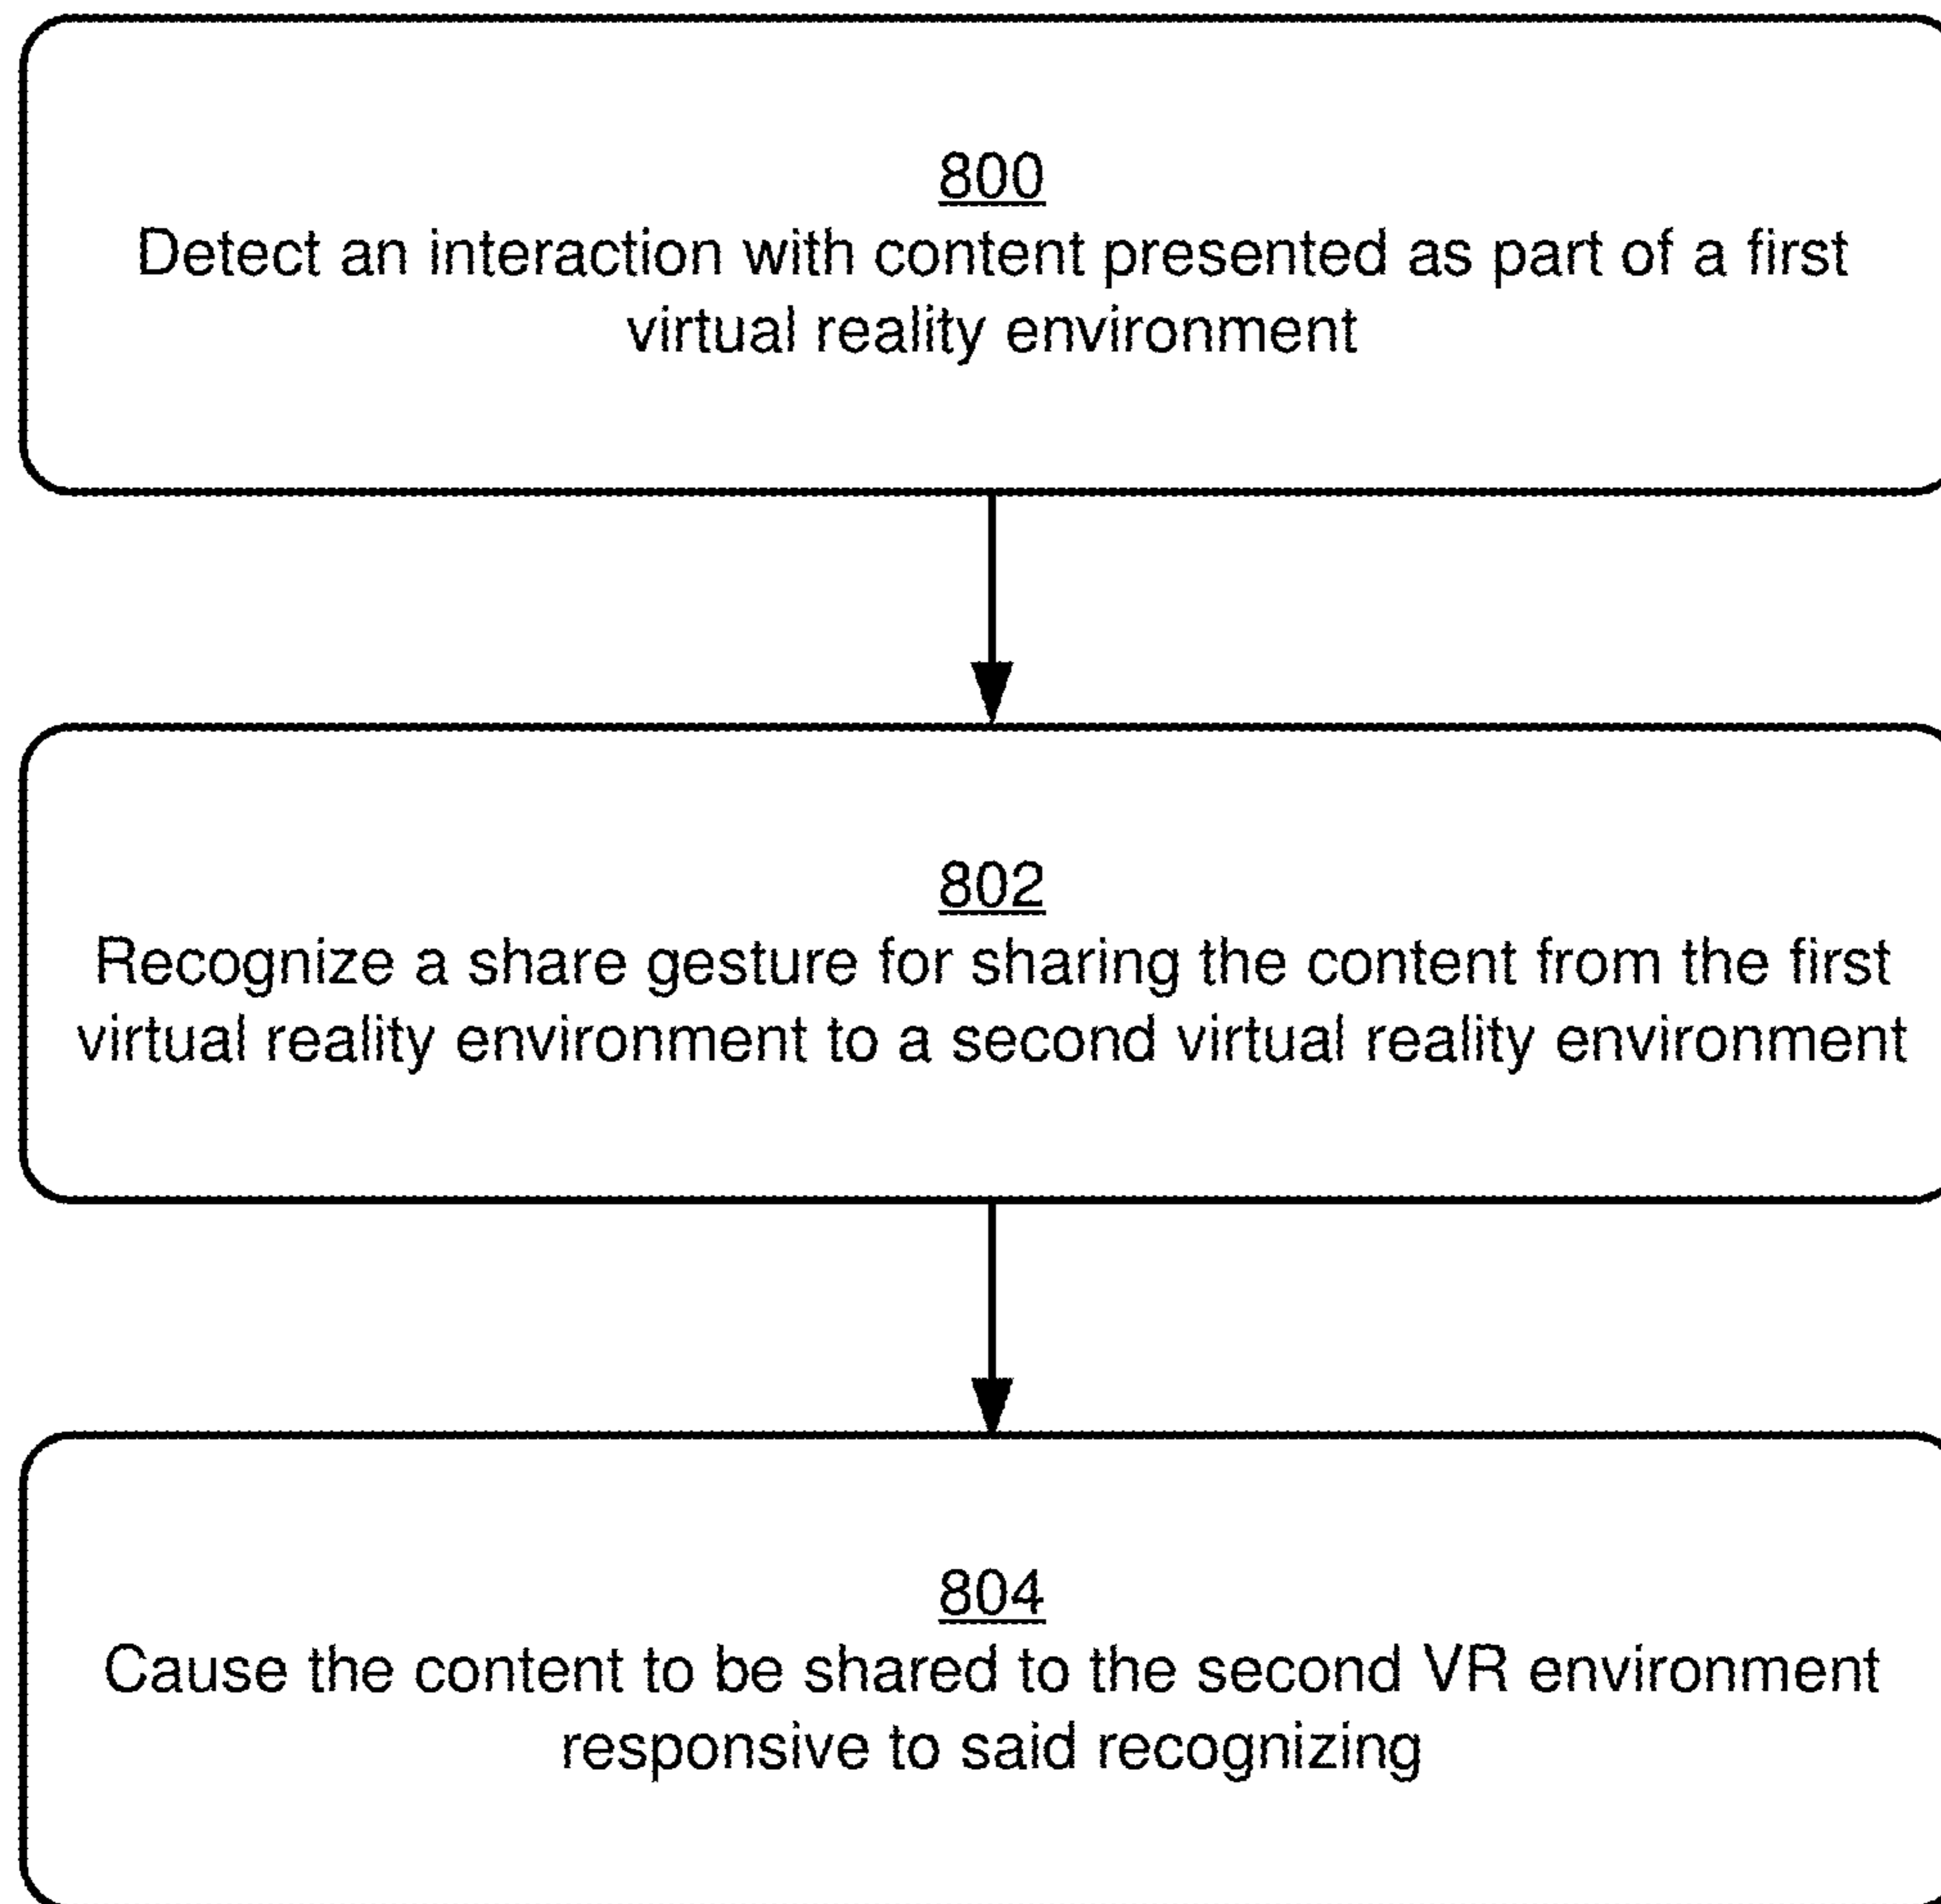 800
Detect an interaction with content presented as part of a first
virtual reality environment
802
Recognize a share gesture for sharing the content from the first
virtual reality environment to a second virtual reality environment
804
Cause the content to be shared to the second VR environment
responsive to said recognizing